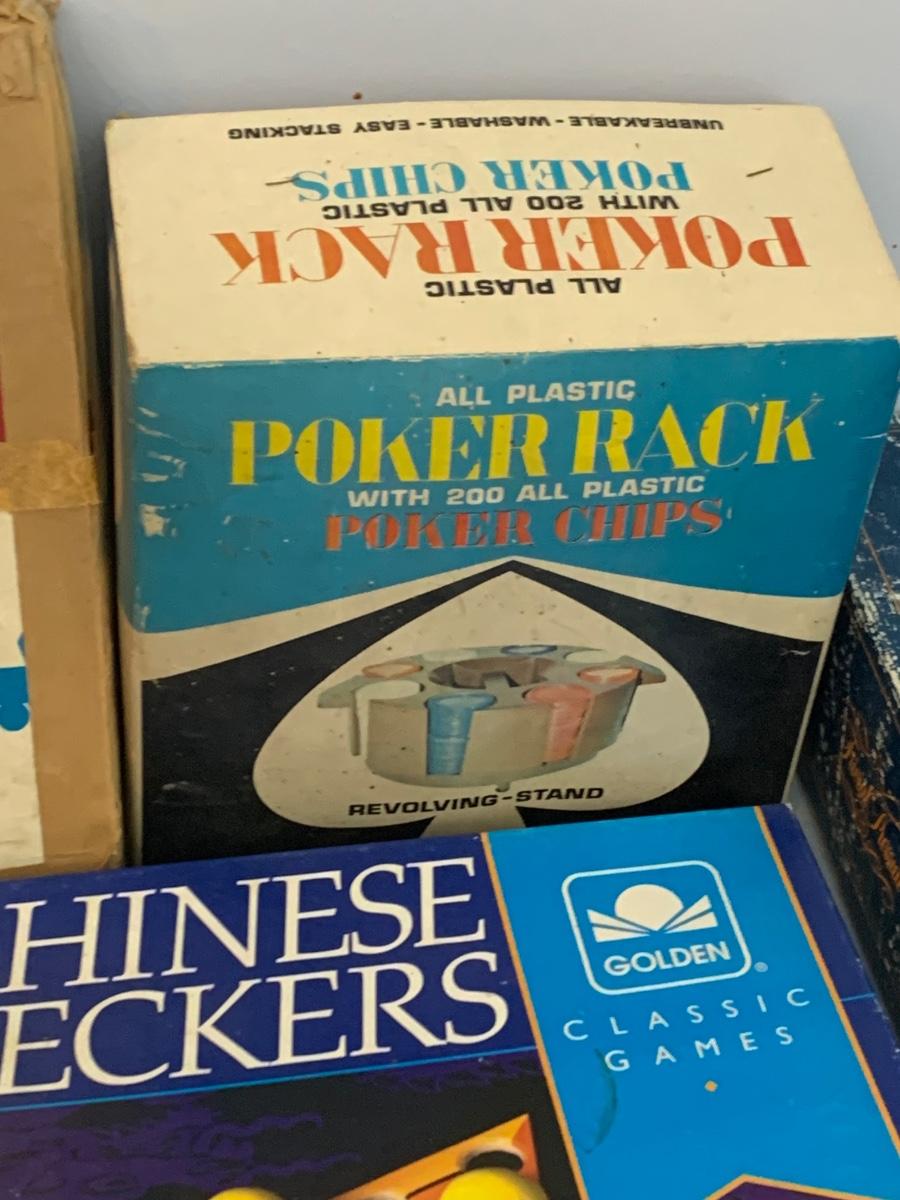 UNBREAKABLE - WASHABLE - EASY STACKING
POKER CHIPS
WITH 200 ALL PLASTIC
POKER RACK
ALL PLASTIC
ALL PLASTIC
POKER RACK
WITH 200 ALL PLASTIC
POKER CHIPS
REVOLVING-STAND
HINESE
ECKERS
GOLDEN®
CLASSIC
GAMES